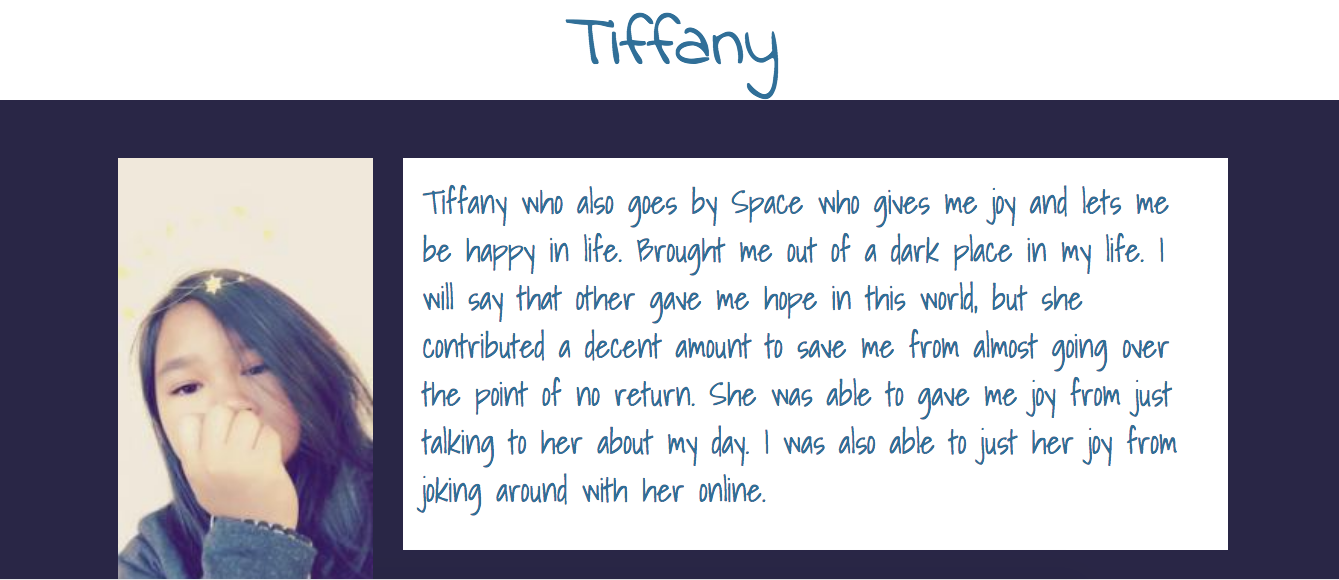 Tiffany
Tiffany who also goes by Space who gives me joy and lets me
be happy in life. Brought me out of a dark place in my life. I
will say that other gave me hope in this world, but she
contributed a decent amount to save me from almost going over
the point of no return. She was able to gave me joy from just
talking to her about my day. I was also able to just her joy from
joking around with her online.